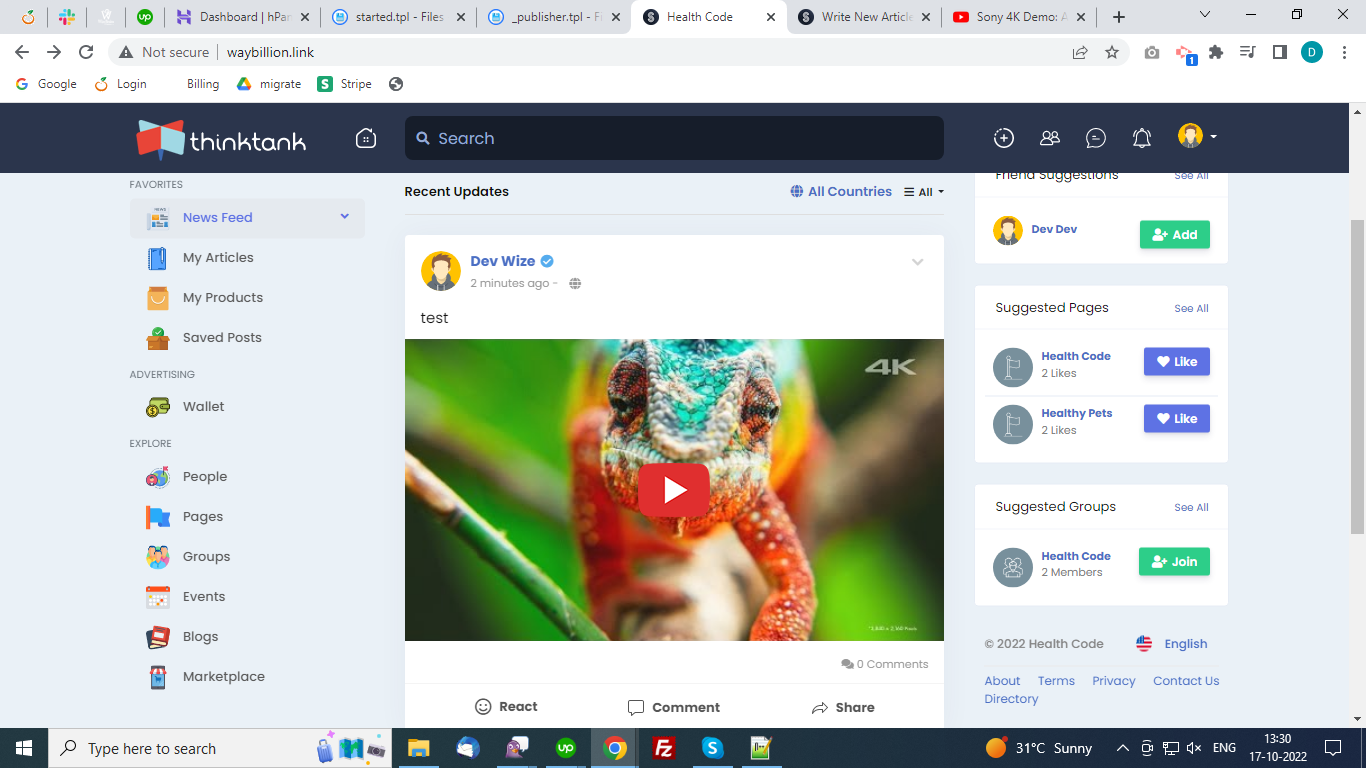 Dashboard | hPan
started.tpl - Files
_publisher.tpl - Fi
Health Code
Write New Article
Sony 4K Demo: A
Not secure | waybillion.link
1
D
Google
Login
Billing
migrate
Stripe
thinktank
Search
FAVORITES
News Feed
My Articles
My Products
Saved Posts
ADVERTISING
Wallet
EXPLORE
People
Pages
Groups
Events
Blogs
Marketplace
Recent Updates
All Countries
All
Dev Wize
2 minutes ago -
test
4K
0 Comments
React
Comment
Share
Friend Suggestions
See All
Dev Dev
Add
Suggested Pages
See All
Health Code
2 Likes
Like
Healthy Pets
2 Likes
Like
Suggested Groups
See All
Health Code
2 Members
Join
© 2022 Health Code
English
About
Terms
Privacy
Contact Us
Directory
Type here to search
31°C Sunny
ENG
13:30
17-10-2022